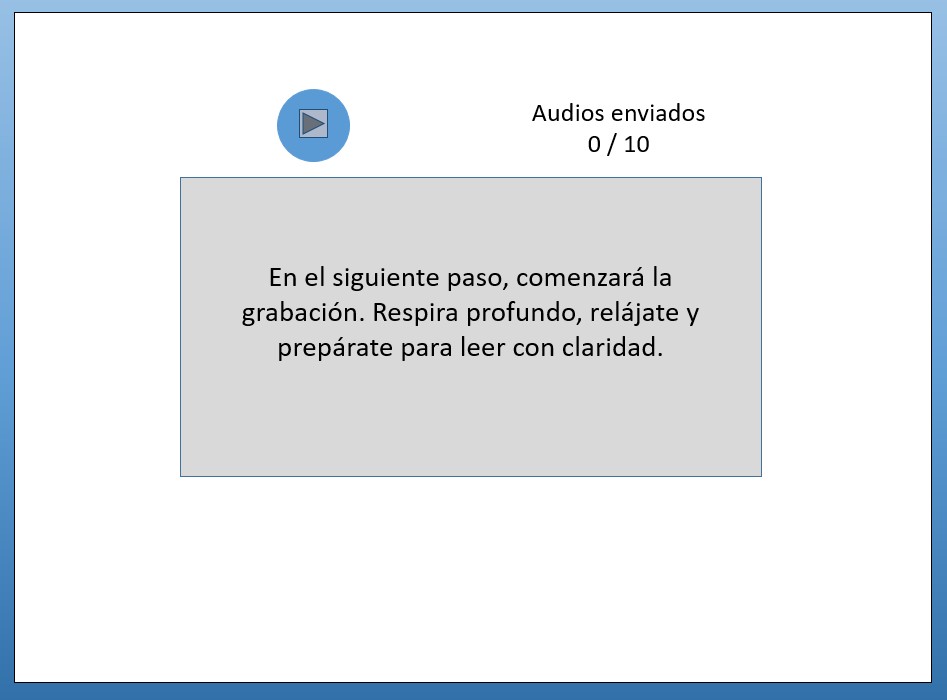 Audios enviados
0 / 10
En el siguiente paso, comenzará la
grabación. Respira profundo, relájate y
prepárate para leer con claridad.